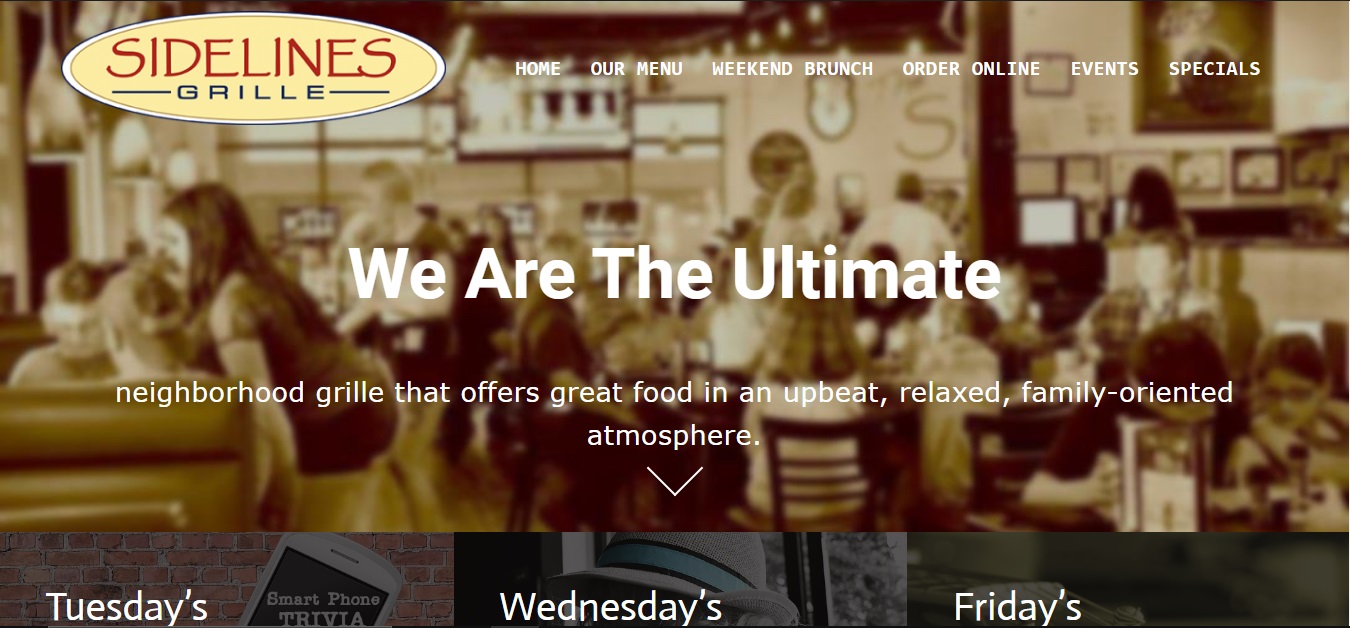 SIDELINES
GRILLE
HOME OUR MENU WEEKEND BRUNCH ORDER ONLINE EVENTS SPECIALS
We Are The Ultimate
neighborhood grille that offers great food in an upbeat, relaxed, family-oriented
atmosphere.
Smart Phone
TRIVIA
Tuesday’s
Wednesday’s
Friday’s